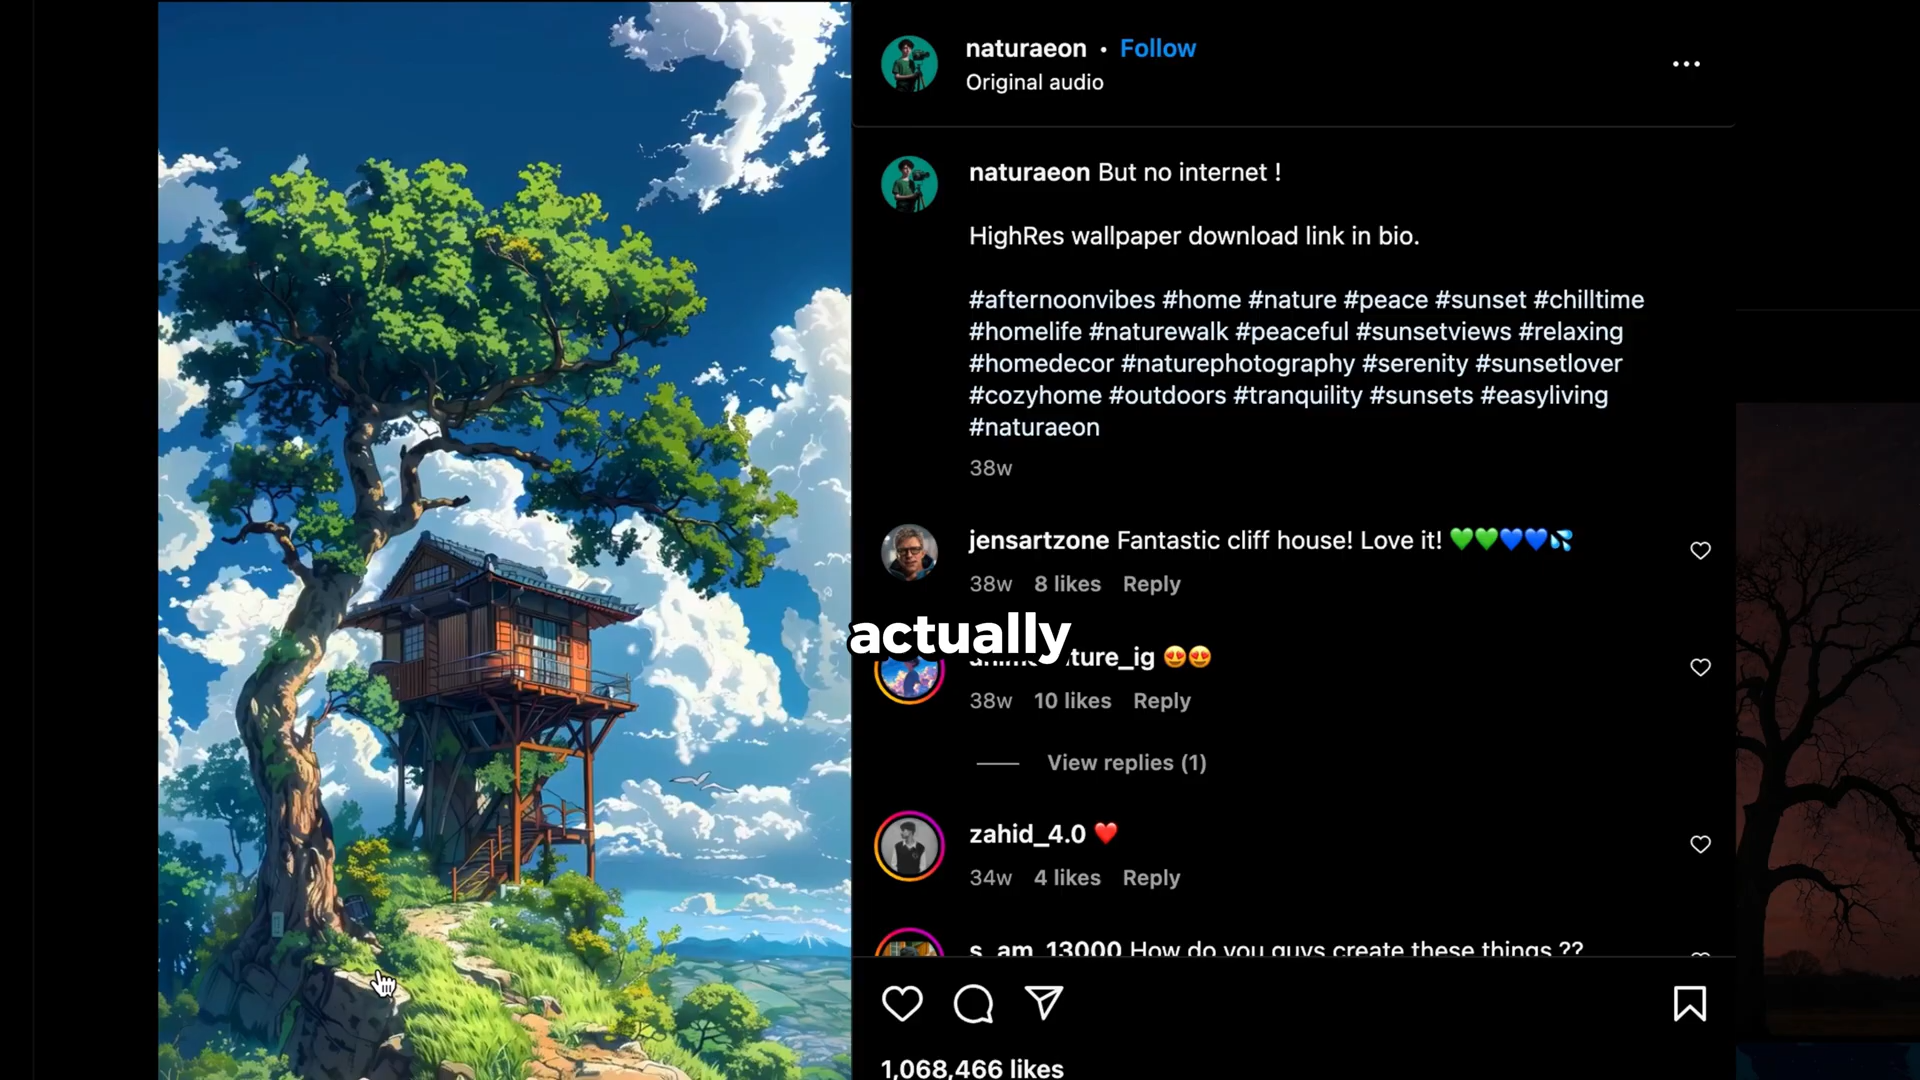 naturaeon • Follow
Original audio
naturaeon But no internet !
HighRes wallpaper download link in bio.
#afternoonvibes #home #nature #peace #sunset #chilltime
#homelife #naturewalk #peaceful #sunsetviews #relaxing
#homedecor #naturephotography #serenity #sunsetlover
#cozyhome #outdoors #tranquility #sunsets #easyliving
#naturaeon
38w
jensartzone Fantastic cliff house! Love it! 💚💚💙💙💦
38w 8 likes Reply
actually
ture_ig 😍😍
38w 10 likes Reply
View replies (1)
zahid_4.0 ❤️
34w 4 likes Reply
s_am_13000 How do you guys create these things ??
1,068,466 likes